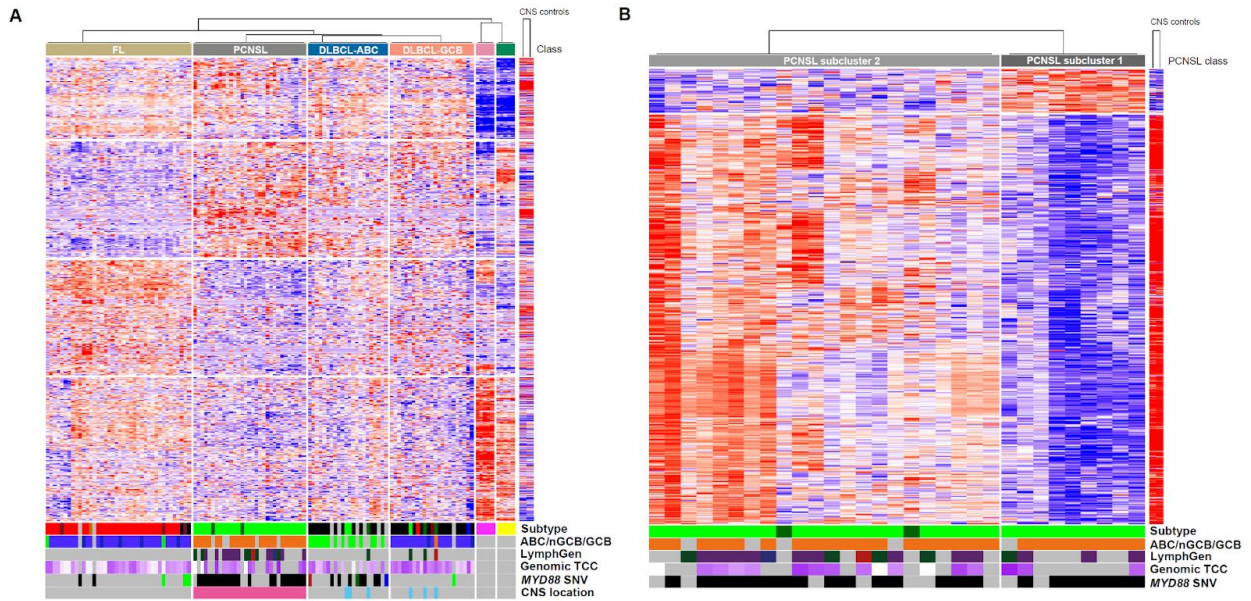 A
CNS controls
FL
PCNSL
DLBCL-ABC
DLBCL-GCB
Class
Subtype
ABC/nGCB/GCB
LymphGen
Genomic TCC
MYD88 SNV
CNS location
B
CNS controls
PCNSL subcluster 2
PCNSL subcluster 1
PCNSL class
Subtype
ABC/nGCB/GCB
LymphGen
Genomic TCC
MYD88 SNV